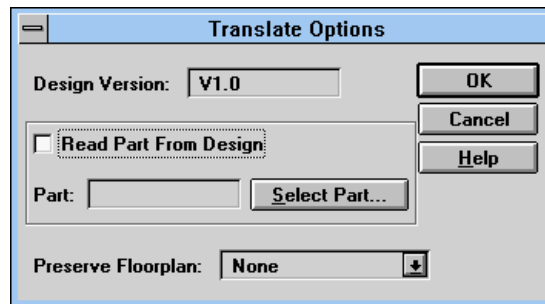 Translate Options
Design Version: V1.0
OK
Cancel
Read Part From Design
Help
Part: Select Part...
Preserve Floorplan: None